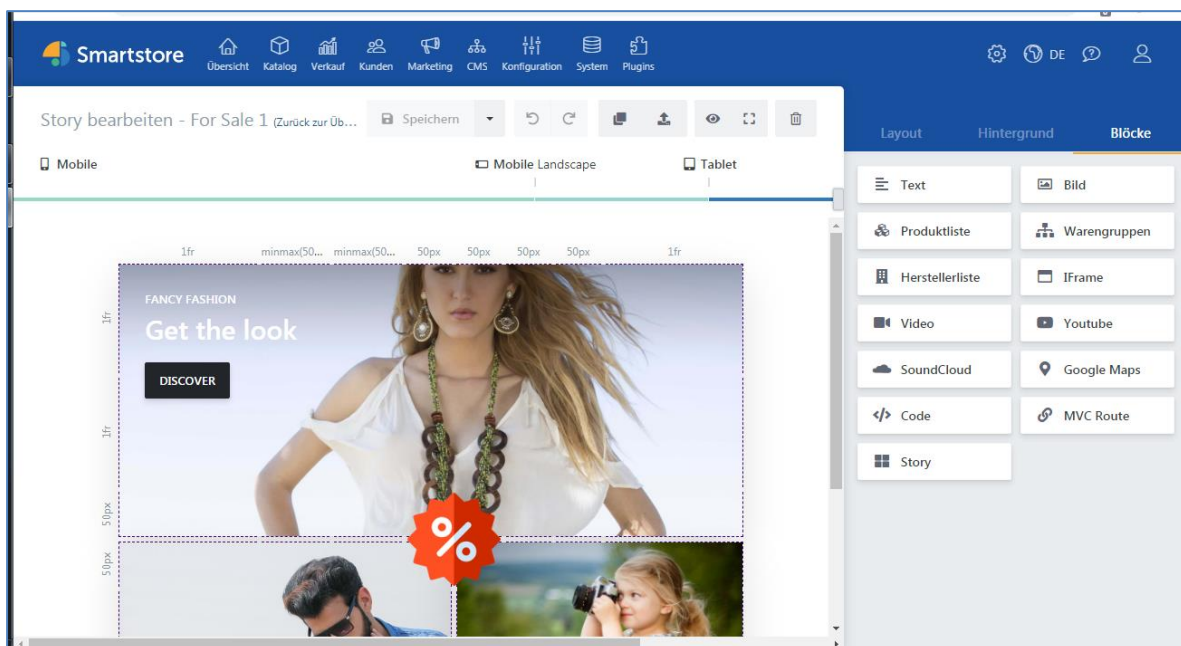 Smartstore
Übersicht Katalog Verkauf Kunden Marketing CMS Konfiguration System Plugins
DE
Story bearbeiten - For Sale 1 (Zurück zur Üb...
Speichern
Layout Hintergrund Blöcke
Mobile Mobile Landscape Tablet
Text Bild
Produktliste Warengruppen
Herstellerliste IFrame
Video Youtube
SoundCloud Google Maps
Code MVC Route
Story
1fr minmax(50... minmax(50... 50px 50px 50px 50px 1fr
1fr
FANCY FASHION
Get the look
DISCOVER
1fr
50px
%
50px